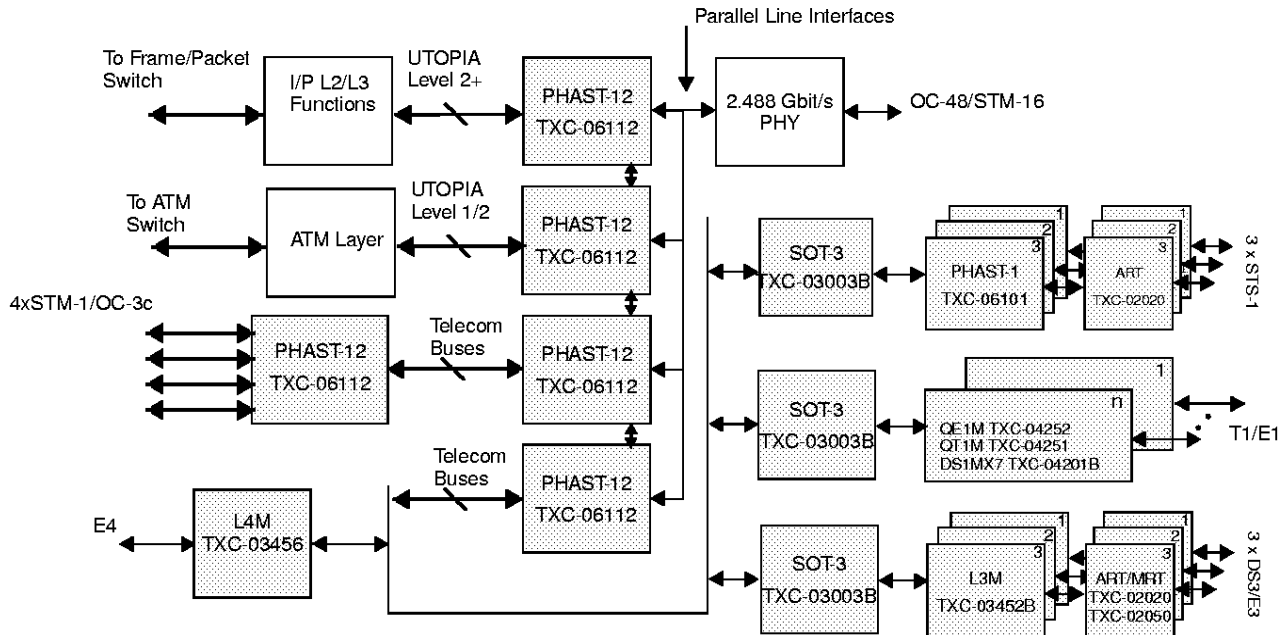 Parallel Line Interfaces
To Frame/Packet
Switch
I/P L2/L3
Functions
UTOPIA
Level 2+
PHAST-12
TXC-06112
2.488 Gbit/s
PHY
OC-48/STM-16
To ATM
Switch
ATM Layer
UTOPIA
Level 1/2
PHAST-12
TXC-06112
SOT-3
TXC-03003B
1
2
3
PHAST-1
TXC-06101
1
2
3
ART
TXC-02020
3 x STS-1
4xSTM-1/OC-3c
PHAST-12
TXC-06112
Telecom
Buses
PHAST-12
TXC-06112
SOT-3
TXC-03003B
1
n
QE1M TXC-04252
QT1M TXC-04251
DS1MX7 TXC-04201B
T1/E1
Telecom
Buses
PHAST-12
TXC-06112
E4
L4M
TXC-03456
SOT-3
TXC-03003B
1
2
3
L3M
TXC-03452B
1
2
3
ART/MRT
TXC-02020
TXC-02050
3 x DS3/E3